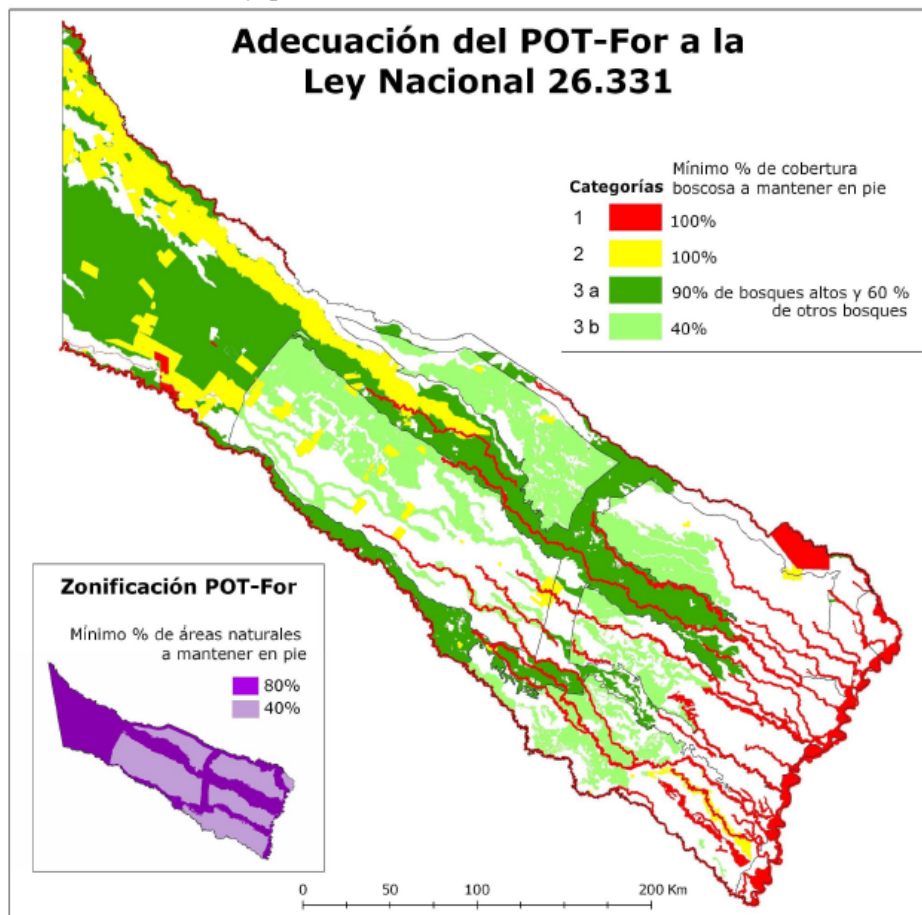 Adecuación del POT-For a la
Ley Nacional 26.331
Categorías
Mínimo % de cobertura
boscosa a mantener en pie
1 100%
2 100%
3 a 90% de bosques altos y 60 %
de otros bosques
3 b 40%
Zonificación POT-For
Mínimo % de áreas naturales
a mantener en pie
80%
40%
0 50 100 200 Km